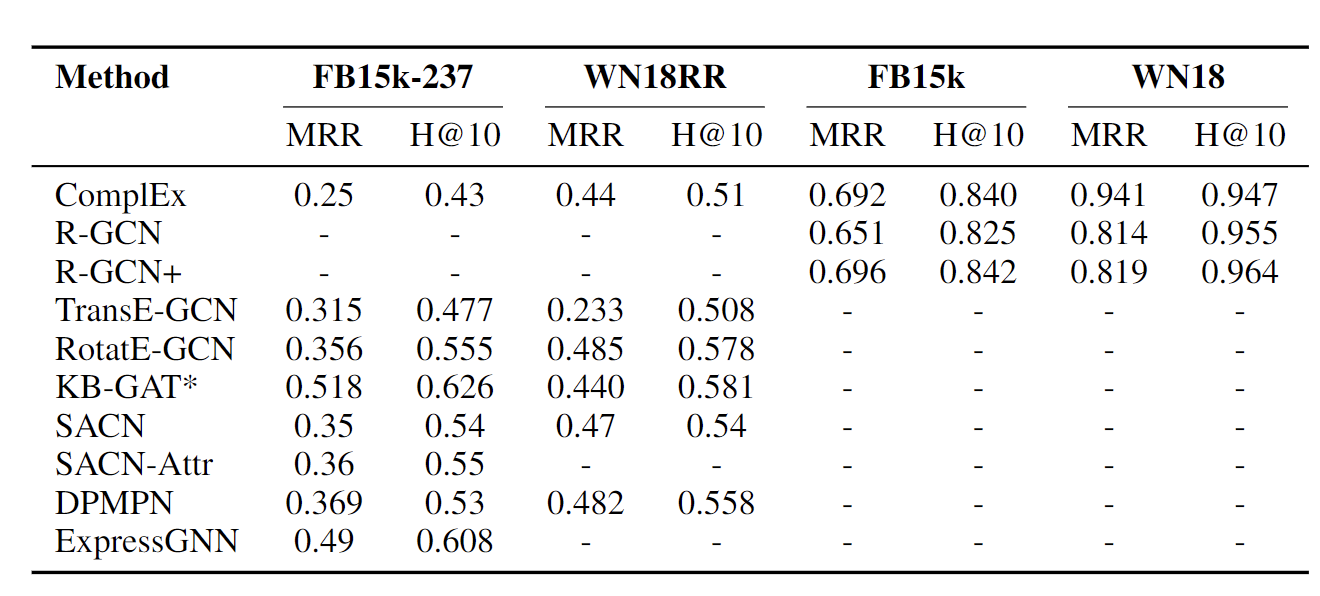 Method FB15k-237 WN18RR FB15k WN18
MRR H@10 MRR H@10 MRR H@10 MRR H@10
ComplEx 0.25 0.43 0.44 0.51 0.692 0.840 0.941 0.947
R-GCN - - - - 0.651 0.825 0.814 0.955
R-GCN+ - - - - 0.696 0.842 0.819 0.964
TransE-GCN 0.315 0.477 0.233 0.508 - - - -
RotatE-GCN 0.356 0.555 0.485 0.578 - - - -
KB-GAT* 0.518 0.626 0.440 0.581 - - - -
SACN 0.35 0.54 0.47 0.54 - - - -
SACN-Attr 0.36 0.55 - - - - - -
DPMPN 0.369 0.53 0.482 0.558 - - - -
ExpressGNN 0.49 0.608 - - - - - -